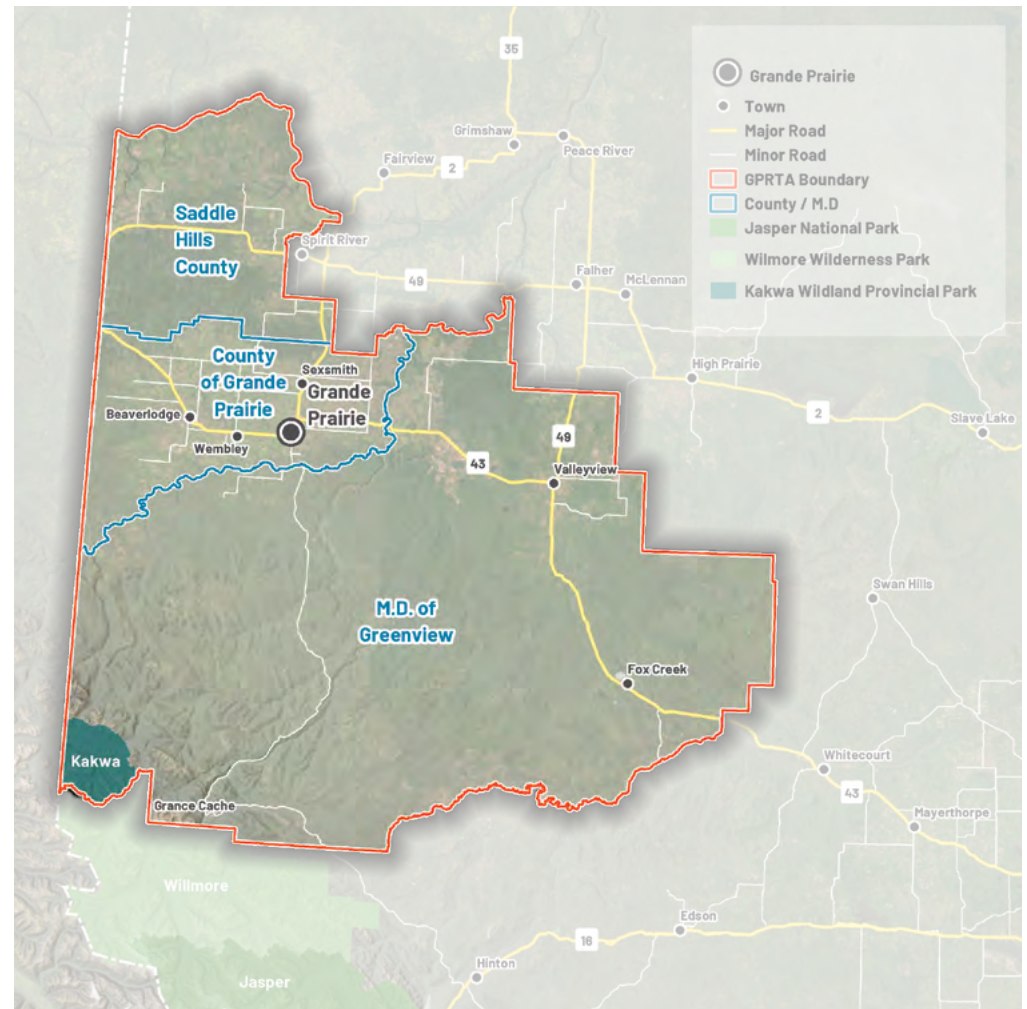 35
Grande Prairie
Town
Major Road
Minor Road
GPRTA Boundary
County / M.D
Jasper National Park
Wilmore Wilderness Park
Kakwa Wildland Provincial Park
Grimshaw
Peace River
Fairview
2
Saddle
Hills
County
Spirit River
49
Falher
McLennan
County
of Grande
Prairie
Sexsmith
Grande
Prairie
High Prairie
Beaverlodge
2
Slave Lake
Wembley
49
43
Valleyview
Swan Hills
M.D. of
Greenview
Fox Creek
Kakwa
Whitecourt
43
Grance Cache
Mayerthorpe
Willmore
Edson
16
Hinton
Jasper